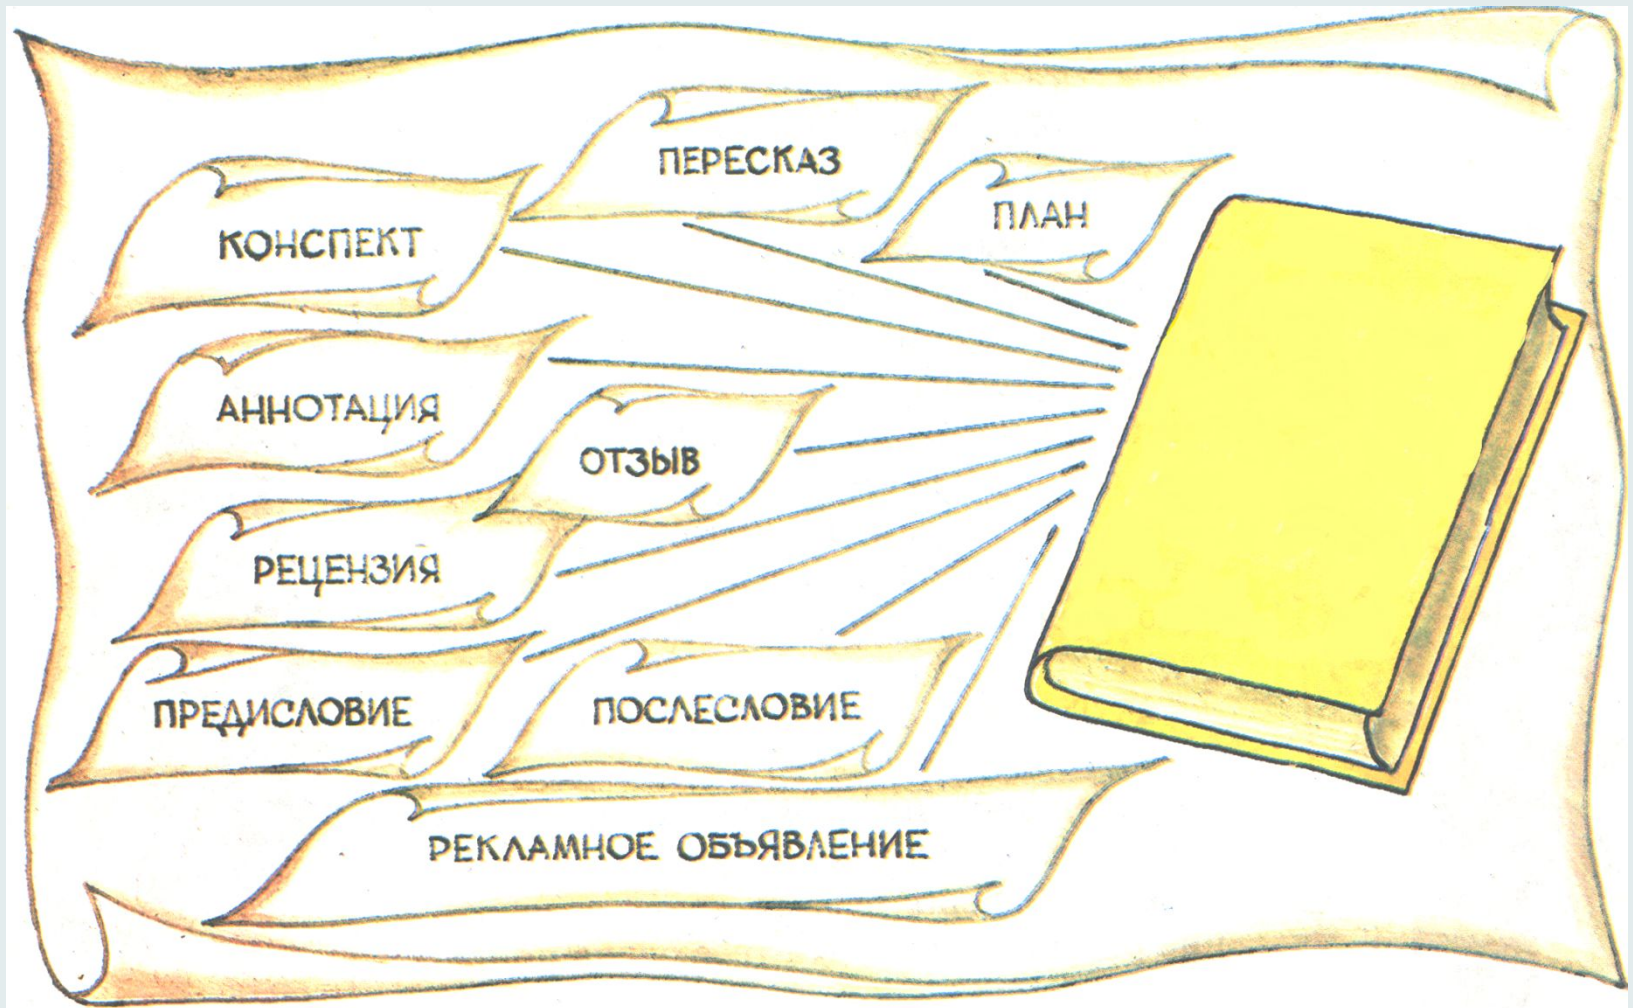 ПЕРЕСКАЗ
ПЛАН
КОНСПЕКТ
АННОТАЦИЯ
ОТЗЫВ
РЕЦЕНЗИЯ
ПРЕДИСЛОВИЕ
ПОСЛЕСЛОВИЕ
РЕКЛАМНОЕ ОБЪЯВЛЕНИЕ